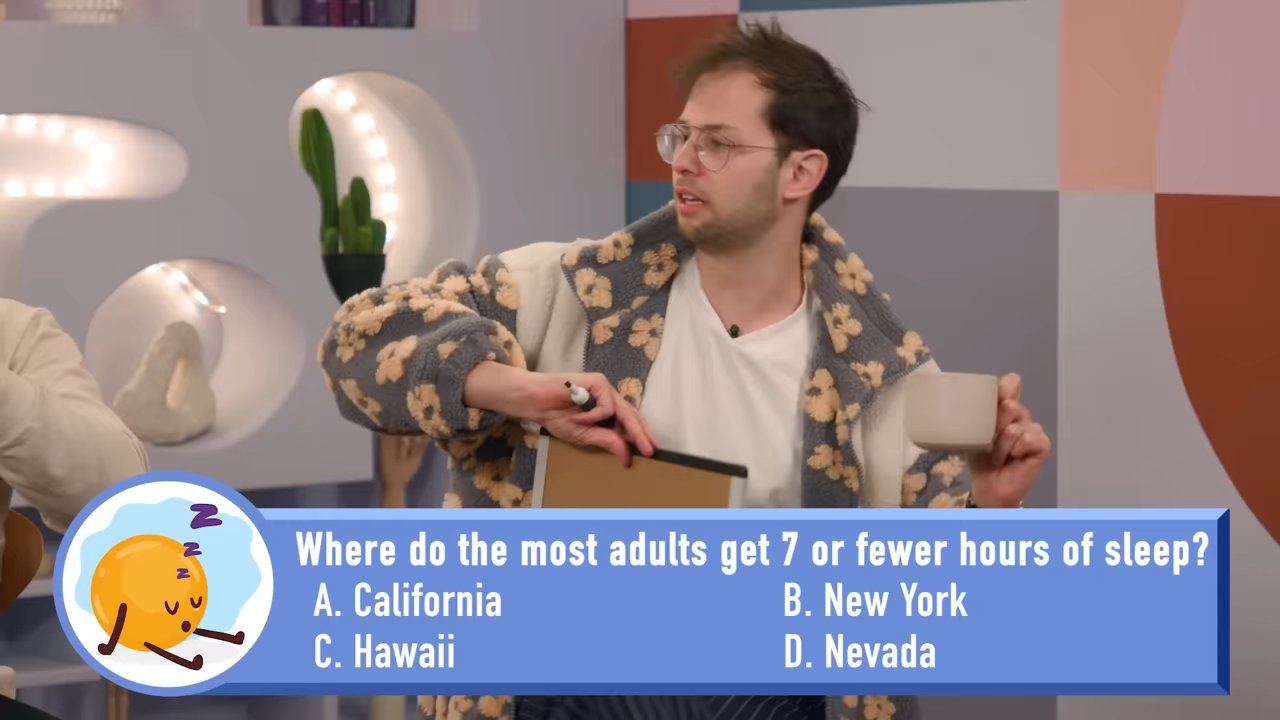 Where do the most adults get 7 or fewer hours of sleep?
A. California
B. New York
C. Hawaii
D. Nevada
Z
Z
Z